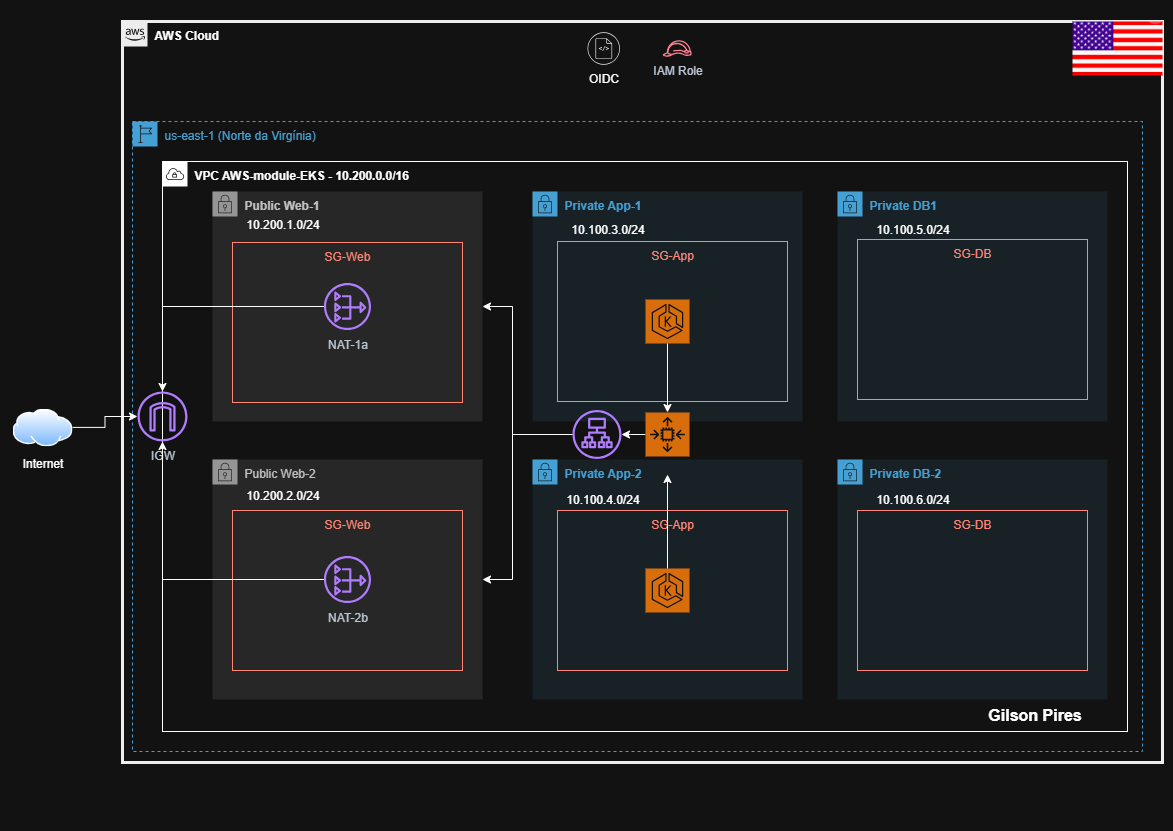 aws
AWS Cloud
</>
OIDC
IAM Role
us-east-1 (Norte da Virgínia)
VPC AWS-module-EKS - 10.200.0.0/16
Public Web-1
10.200.1.0/24
SG-Web
NAT-1a
Private App-1
10.100.3.0/24
SG-App
K
Private DB1
10.100.5.0/24
SG-DB
Internet
IGW
Public Web-2
10.200.2.0/24
SG-Web
NAT-2b
Private App-2
10.100.4.0/24
SG-App
K
Private DB-2
10.100.6.0/24
SG-DB
Gilson Pires